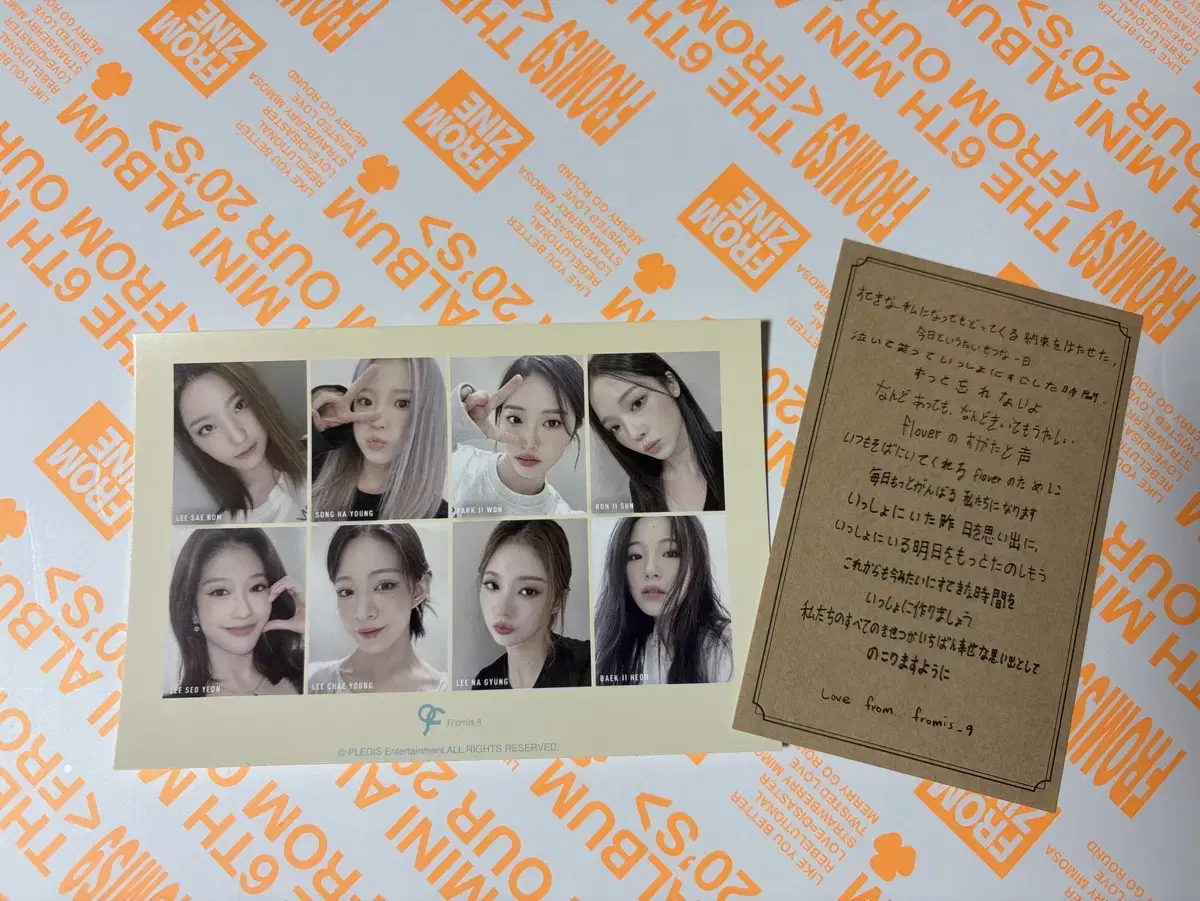 FROM
ZINE
FROMIS9
THE 6TH MINI ALBUM
<FROM OUR 20'S>
LIKE YOU BETTER
REBELUTIONAL
LOVE=DISASTER
STRAWBERRY MIMOSA
TWISTED LOVE
MERRY GO ROUND
LEE SAE ROM
SONG HA YOUNG
PARK JI WON
ROH JI SUN
LEE SEO YEON
LEE CHAE YOUNG
LEE NA GYUNG
BAEK JI HEON
Fromis_9
© PLEDIS Entertainment.ALL RIGHTS RESERVED.
すてきな私になってもどってくる 約束をはたせた、
今日というたいせつな一日
泣いて笑っていっしょにすごした時間、
ずっと忘れないよ
なんどあっても、なんどきいてもうれしい
flover の すがたと声
いつもそばにいてくれる floverのために
毎日もっとがんばる 私たちになります
いっしょにいた昨日を思い出に、
いっしょにいる明日をもっとたのしもう
これからも今みたいにすてきな時間を
いっしょに作りましょう
私たちのすべてのきせつがいちばん幸せな思い出として
のこりますように
Love from... fromis_9